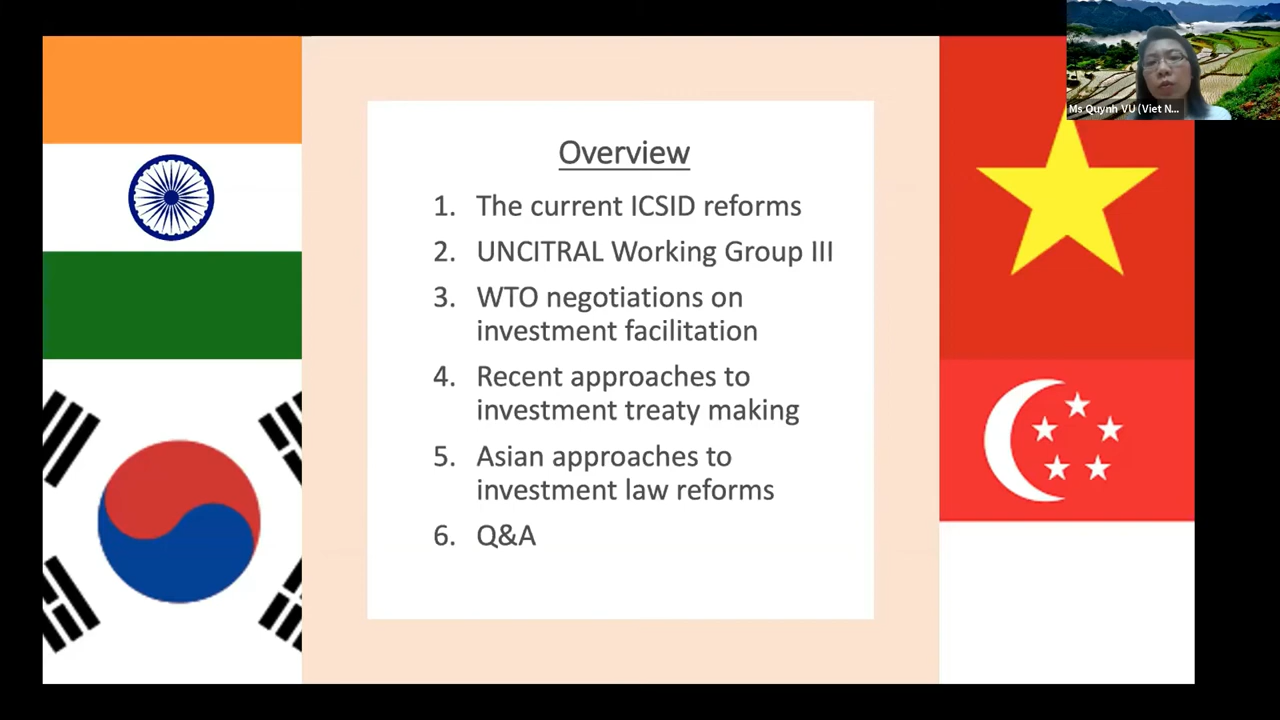 Ms Quynh VU (Viet N...
Overview
1. The current ICSID reforms
2. UNCITRAL Working Group III
3. WTO negotiations on
investment facilitation
4. Recent approaches to
investment treaty making
5. Asian approaches to
investment law reforms
6. Q&A